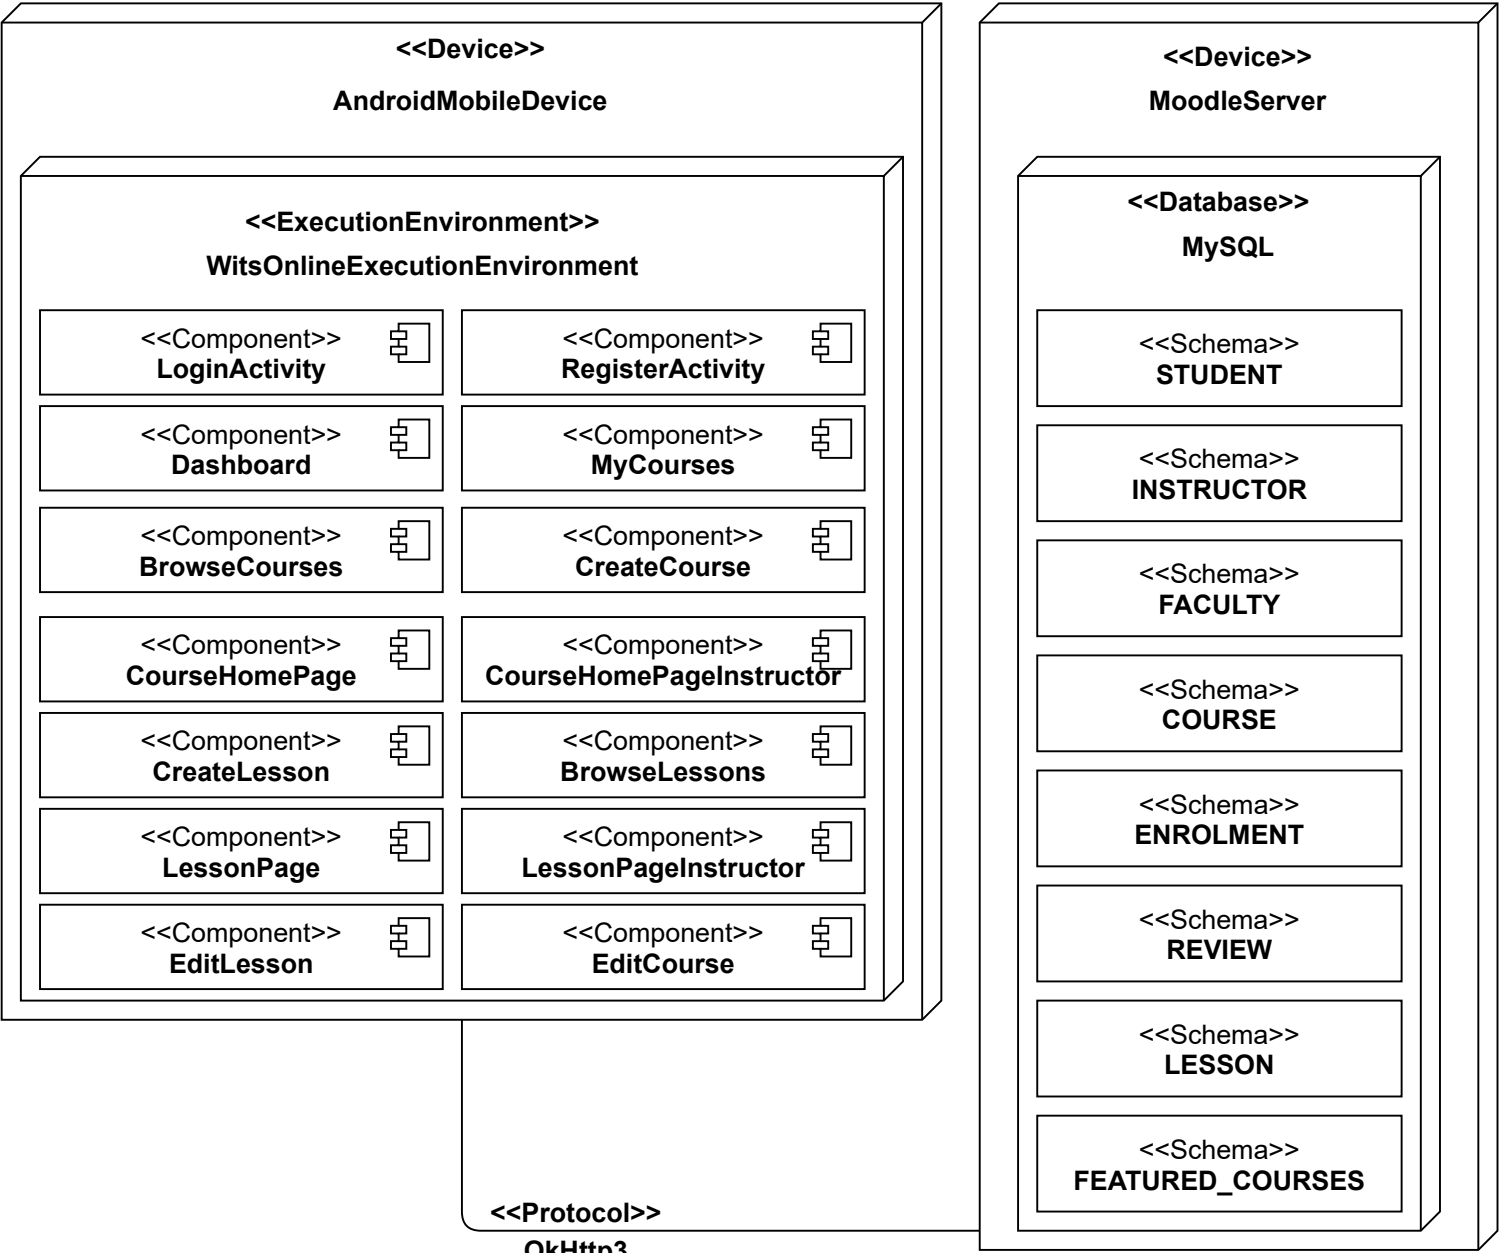 <<Device>>
AndroidMobileDevice
<<ExecutionEnvironment>>
WitsOnlineExecutionEnvironment
<<Component>>
LoginActivity
<<Component>>
RegisterActivity
<<Component>>
Dashboard
<<Component>>
MyCourses
<<Component>>
BrowseCourses
<<Component>>
CreateCourse
<<Component>>
CourseHomePage
<<Component>>
CourseHomePageInstructor
<<Component>>
CreateLesson
<<Component>>
BrowseLessons
<<Component>>
LessonPage
<<Component>>
LessonPageInstructor
<<Component>>
EditLesson
<<Component>>
EditCourse
<<Protocol>>
OkHttp3
<<Device>>
MoodleServer
<<Database>>
MySQL
<<Schema>>
STUDENT
<<Schema>>
INSTRUCTOR
<<Schema>>
FACULTY
<<Schema>>
COURSE
<<Schema>>
ENROLMENT
<<Schema>>
REVIEW
<<Schema>>
LESSON
<<Schema>>
FEATURED_COURSES